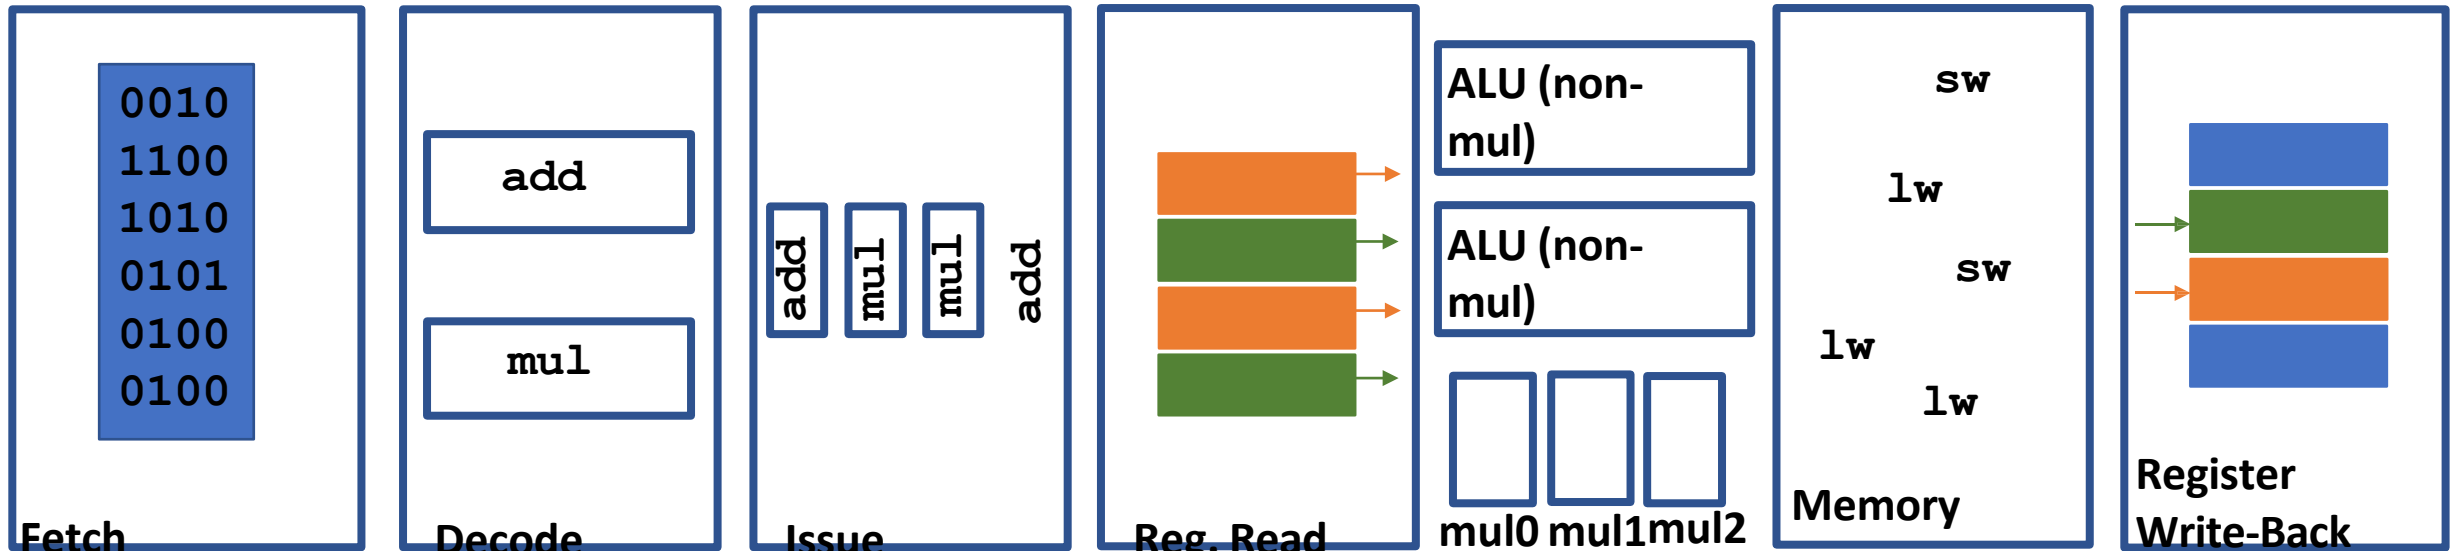 0010
1100
1010
0101
0100
0100
Fetch
add
mul
Decode
add
mul
mul
add
Issue
Reg. Read
ALU (non-
mul)
ALU (non-
mul)
mul0
mul1
mul2
sw
lw
sw
lw
lw
Memory
Register
Write-Back